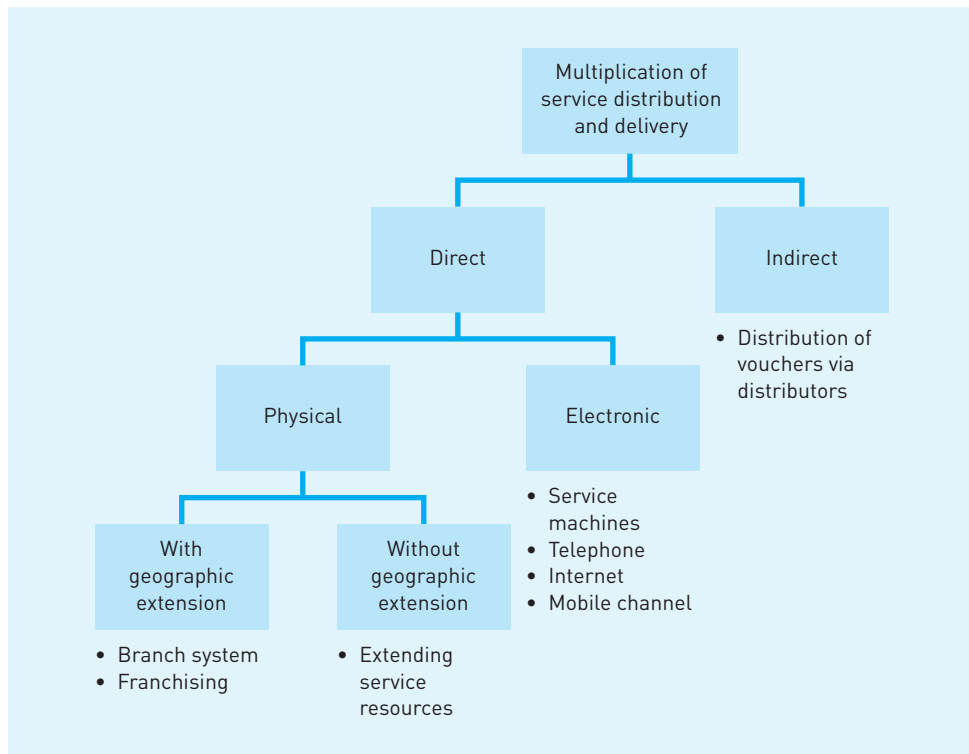 Multiplication of
service distribution
and delivery
Direct
Indirect
• Distribution of
vouchers via
distributors
Physical
Electronic
• Service
machines
• Telephone
• Internet
• Mobile channel
With
geographic
extension
• Branch system
• Franchising
Without
geographic
extension
• Extending
service
resources